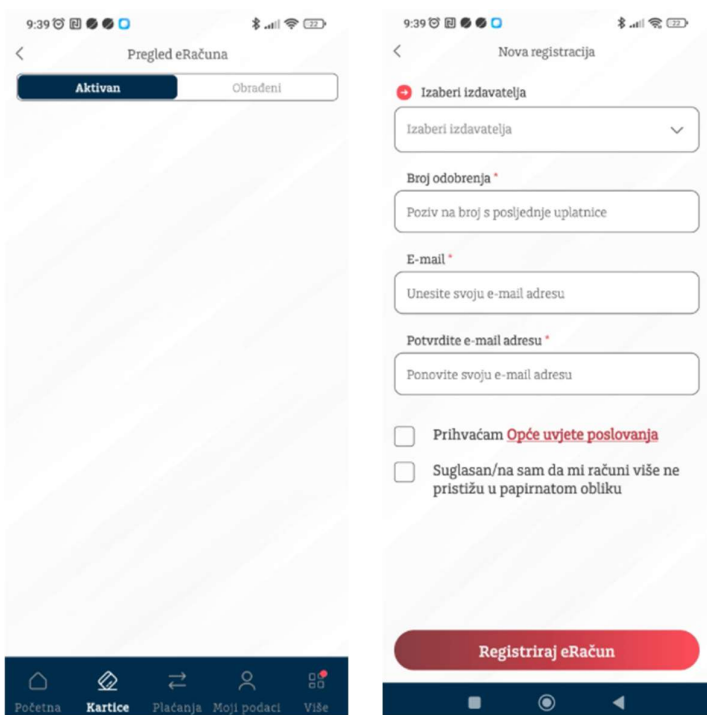 9:39
22
Pregled eRačuna
Aktivan
Obrađeni
Početna
Kartice
Plaćanja
Moji podaci
Više
9:39
22
Nova registracija
Izaberi izdavatelja
Izaberi izdavatelja
Broj odobrenja *
Poziv na broj s posljednje uplatnice
E-mail *
Unesite svoju e-mail adresu
Potvrdite e-mail adresu *
Ponovite svoju e-mail adresu
Prihvaćam Opće uvjete poslovanja
Suglasan/na sam da mi računi više ne
pristižu u papirnatom obliku
Registriraj eRačun